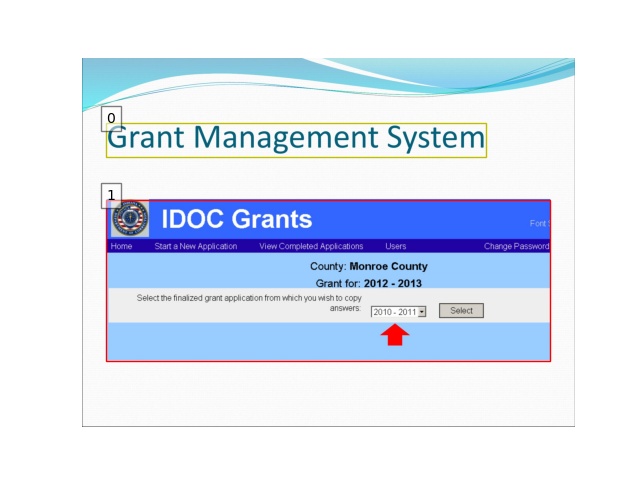 0
Grant Management System
1
IDOC Grants
Font
Home Start a New Application View Completed Applications Users Change Password
County: Monroe County
Grant for: 2012 - 2013
Select the finalized grant application from which you wish to copy
answers:
2010 - 2011 Select